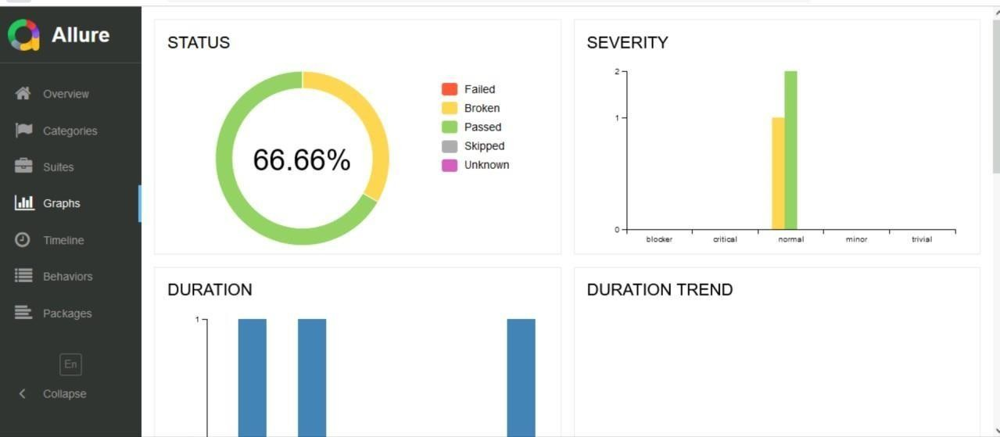 Allure
Overview
Categories
Suites
Graphs
Timeline
Behaviors
Packages
En
Collapse
STATUS
66.66%
Failed
Broken
Passed
Skipped
Unknown
SEVERITY
2
1
0
blocker critical normal minor trivial
DURATION
1
DURATION TREND